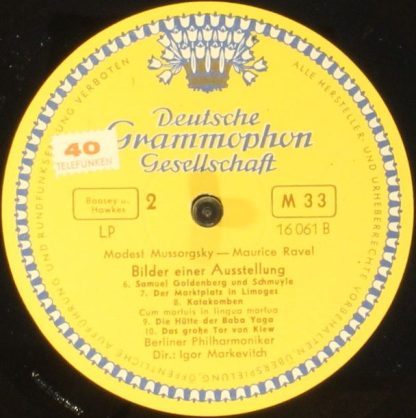 Deutsche
Grammophon
Gesellschaft
40
TELEFUNKEN
Boosey u.
Hawkes
2
M 33
LP
16 061 B
Modest Mussorgsky — Maurice Ravel
Bilder einer Ausstellung
6. Samuel Goldenberg und Schmuyle
7. Der Marktplatz in Limoges
8. Katakomben
Cum mortuis in lingua mortua
9. Die Hütte der Baba Yaga
10. Das große Tor von Kiew
Berliner Philharmoniker
Dir.: Igor Markevitch
ALLE HERSTELLER- UND URHEBERRECHTE VORBEHALTEN ÜBERSPIELUNG, ÖFFENTLICHE AUFFÜHRUNG UND RUNDFUNKSENDUNG VERBOTEN